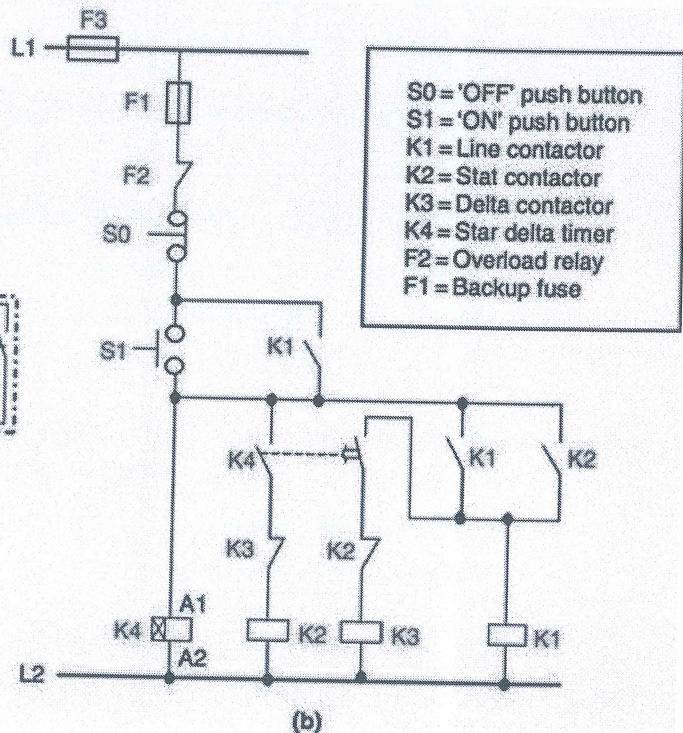 F3
L1
F1
F2
S0
S1
K1
S0 = 'OFF' push button
S1 = 'ON' push button
K1 = Line contactor
K2 = Stat contactor
K3 = Delta contactor
K4 = Star delta timer
F2 = Overload relay
F1 = Backup fuse
K4
K1
K2
K3
K2
K4
A1
A2
K2
K3
K1
L2
(b)